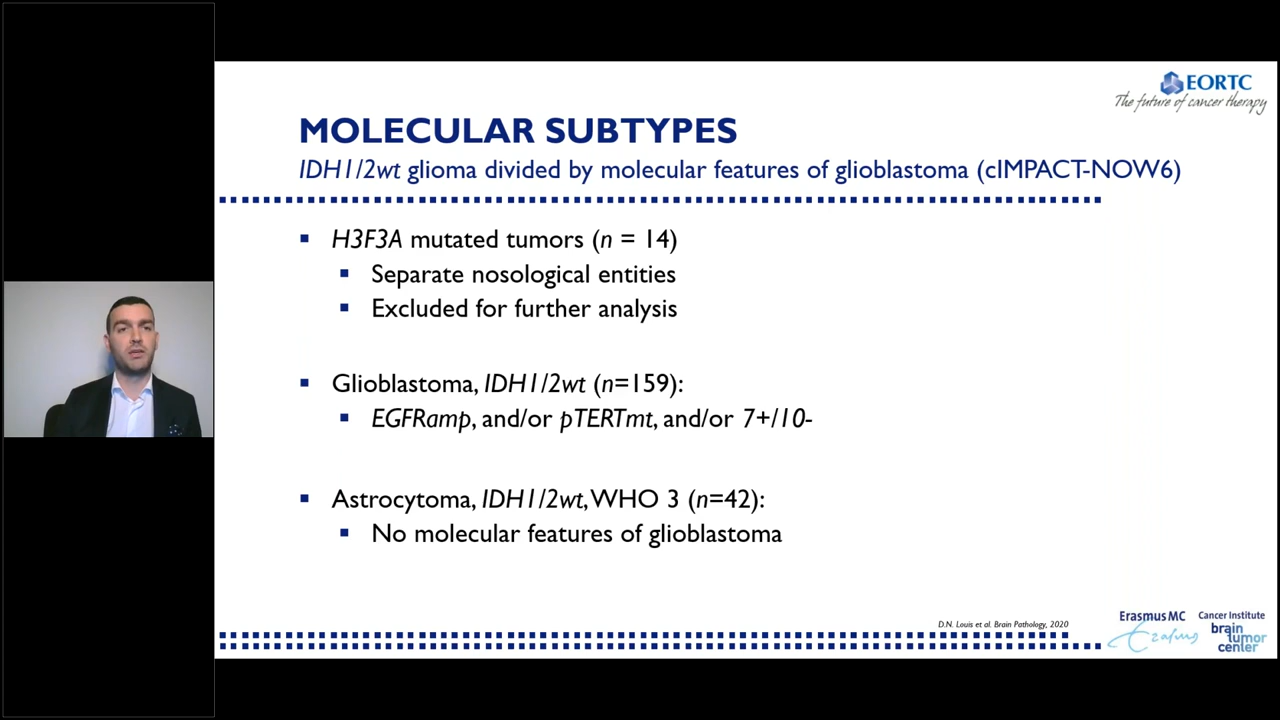 EORTC
The future of cancer therapy
MOLECULAR SUBTYPES
IDH1/2wt glioma divided by molecular features of glioblastoma (cIMPACT-NOW6)
H3F3A mutated tumors (n = 14)
Separate nosological entities
Excluded for further analysis
Glioblastoma, IDH1/2wt (n=159):
EGFRamp, and/or pTERTmt, and/or 7+/10-
Astrocytoma, IDH1/2wt, WHO 3 (n=42):
No molecular features of glioblastoma
D.N. Louis et al. Brain Pathology, 2020
Erasmus MC Cancer Institute
Erasmus
brain
tumor
center